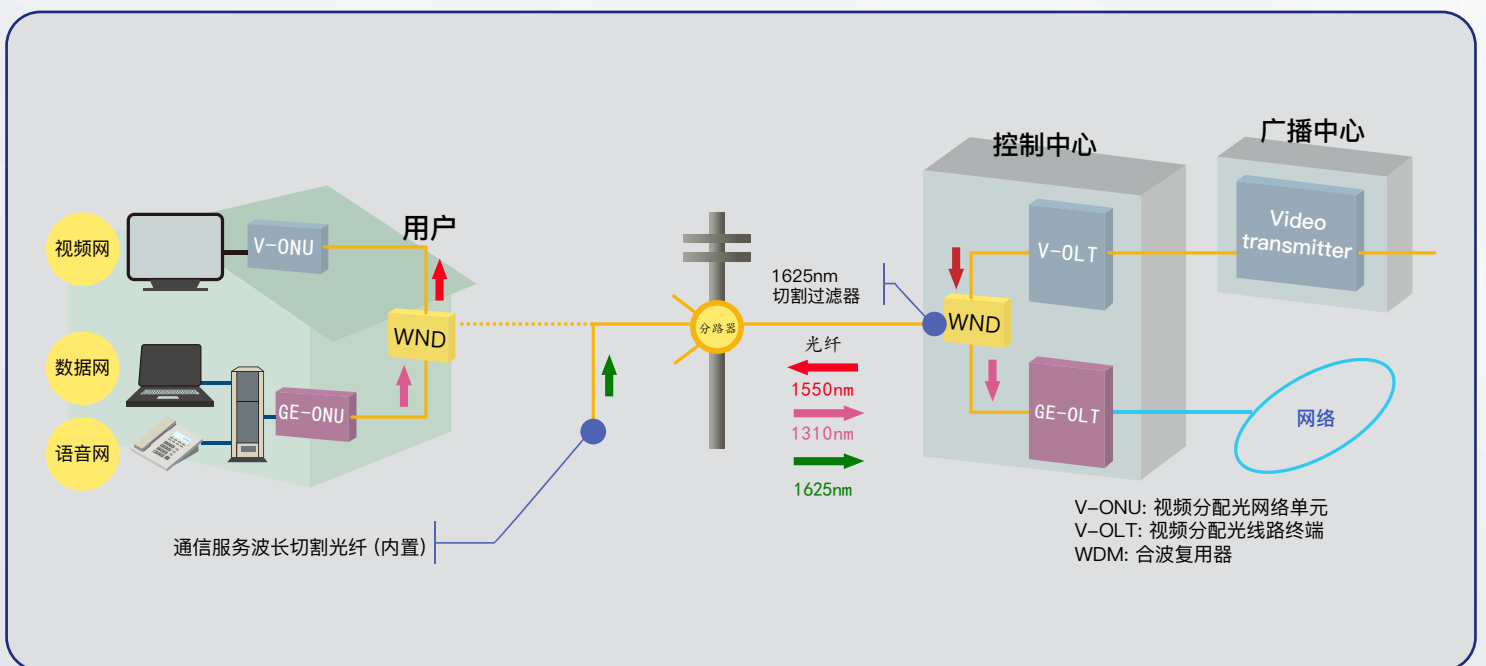 广播中心
控制中心
Video
transmitter
用户
视频网
V-ONU
V-OLT
1625nm
切割过滤器
WND
分路器
WND
光纤
数据网
1550nm
GE-ONU
1310nm
GE-OLT
网络
语音网
1625nm
V-ONU: 视频分配光网络单元
V-OLT: 视频分配光线路终端
WDM: 合波复用器
通信服务波长切割光纤 (内置)